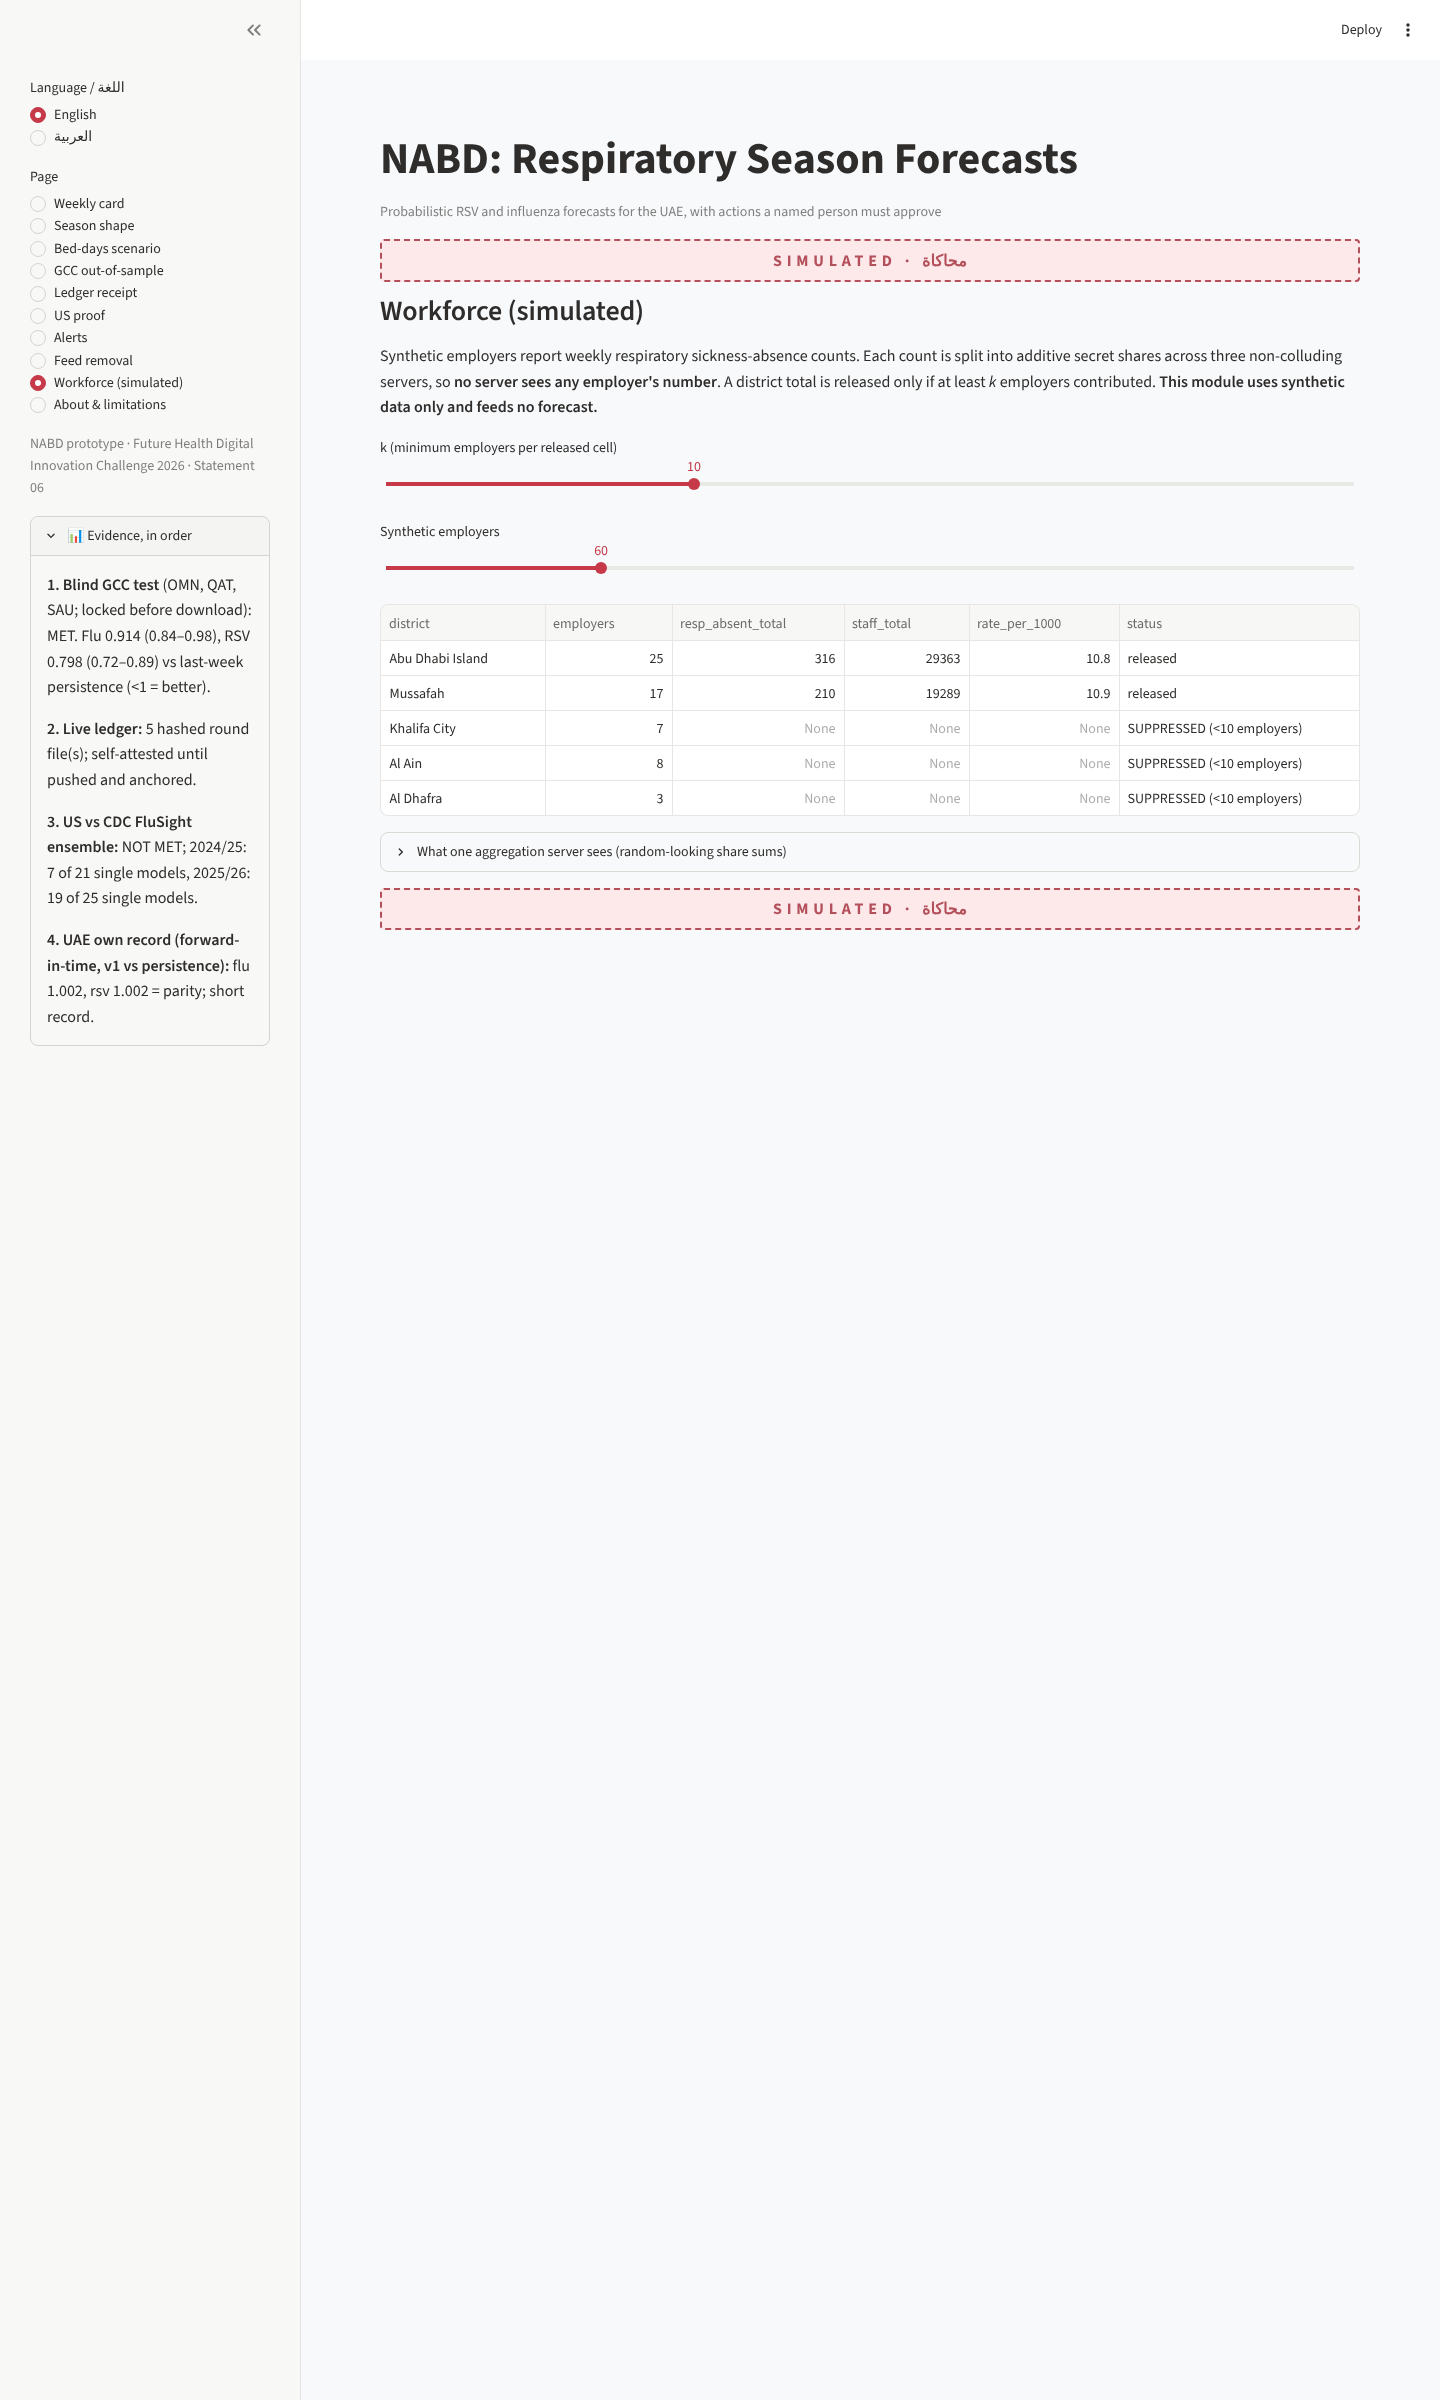 Deploy
Language / اللغة
English
العربية
Page
Weekly card
Season shape
Bed-days scenario
GCC out-of-sample
Ledger receipt
US proof
Alerts
Feed removal
Workforce (simulated)
About & limitations
NABD prototype · Future Health Digital
Innovation Challenge 2026 · Statement
06
📊 Evidence, in order
1. Blind GCC test (OMN, QAT,
SAU; locked before download):
MET. Flu 0.914 (0.84–0.98), RSV
0.798 (0.72–0.89) vs last-week
persistence (<1 = better).
2. Live ledger: 5 hashed round
file(s); self-attested until
pushed and anchored.
3. US vs CDC FluSight
ensemble: NOT MET; 2024/25:
7 of 21 single models, 2025/26:
19 of 25 single models.
4. UAE own record (forward-
in-time, v1 vs persistence): flu
1.002, rsv 1.002 = parity; short
record.
NABD: Respiratory Season Forecasts
Probabilistic RSV and influenza forecasts for the UAE, with actions a named person must approve
SIMULATED · محاكاة
Workforce (simulated)
Synthetic employers report weekly respiratory sickness-absence counts. Each count is split into additive secret shares across three non-colluding
servers, so no server sees any employer's number. A district total is released only if at least k employers contributed. This module uses synthetic
data only and feeds no forecast.
k (minimum employers per released cell)
10
Synthetic employers
60
district employers resp_absent_total staff_total rate_per_1000 status
Abu Dhabi Island 25 316 29363 10.8 released
Mussafah 17 210 19289 10.9 released
Khalifa City 7 None None None SUPPRESSED (<10 employers)
Al Ain 8 None None None SUPPRESSED (<10 employers)
Al Dhafra 3 None None None SUPPRESSED (<10 employers)
What one aggregation server sees (random-looking share sums)
SIMULATED · محاكاة